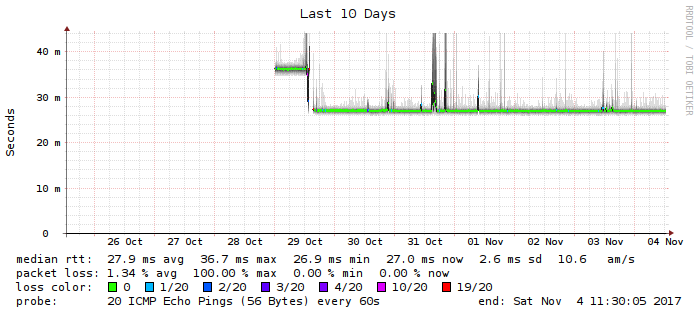 Last 10 Days
RRDTOOL / TOBI OETIKER
Seconds
40 m
30 m
20 m
10 m
0
26 Oct 27 Oct 28 Oct 29 Oct 30 Oct 31 Oct 01 Nov 02 Nov 03 Nov 04 Nov
median rtt: 27.9 ms avg 36.7 ms max 26.9 ms min 27.0 ms now 2.6 ms sd 10.6 am/s
packet loss: 1.34 % avg 100.00 % max 0.00 % min 0.00 % now
loss color: 0 1/20 2/20 3/20 4/20 10/20 19/20
probe: 20 ICMP Echo Pings (56 Bytes) every 60s end: Sat Nov 4 11:30:05 2017